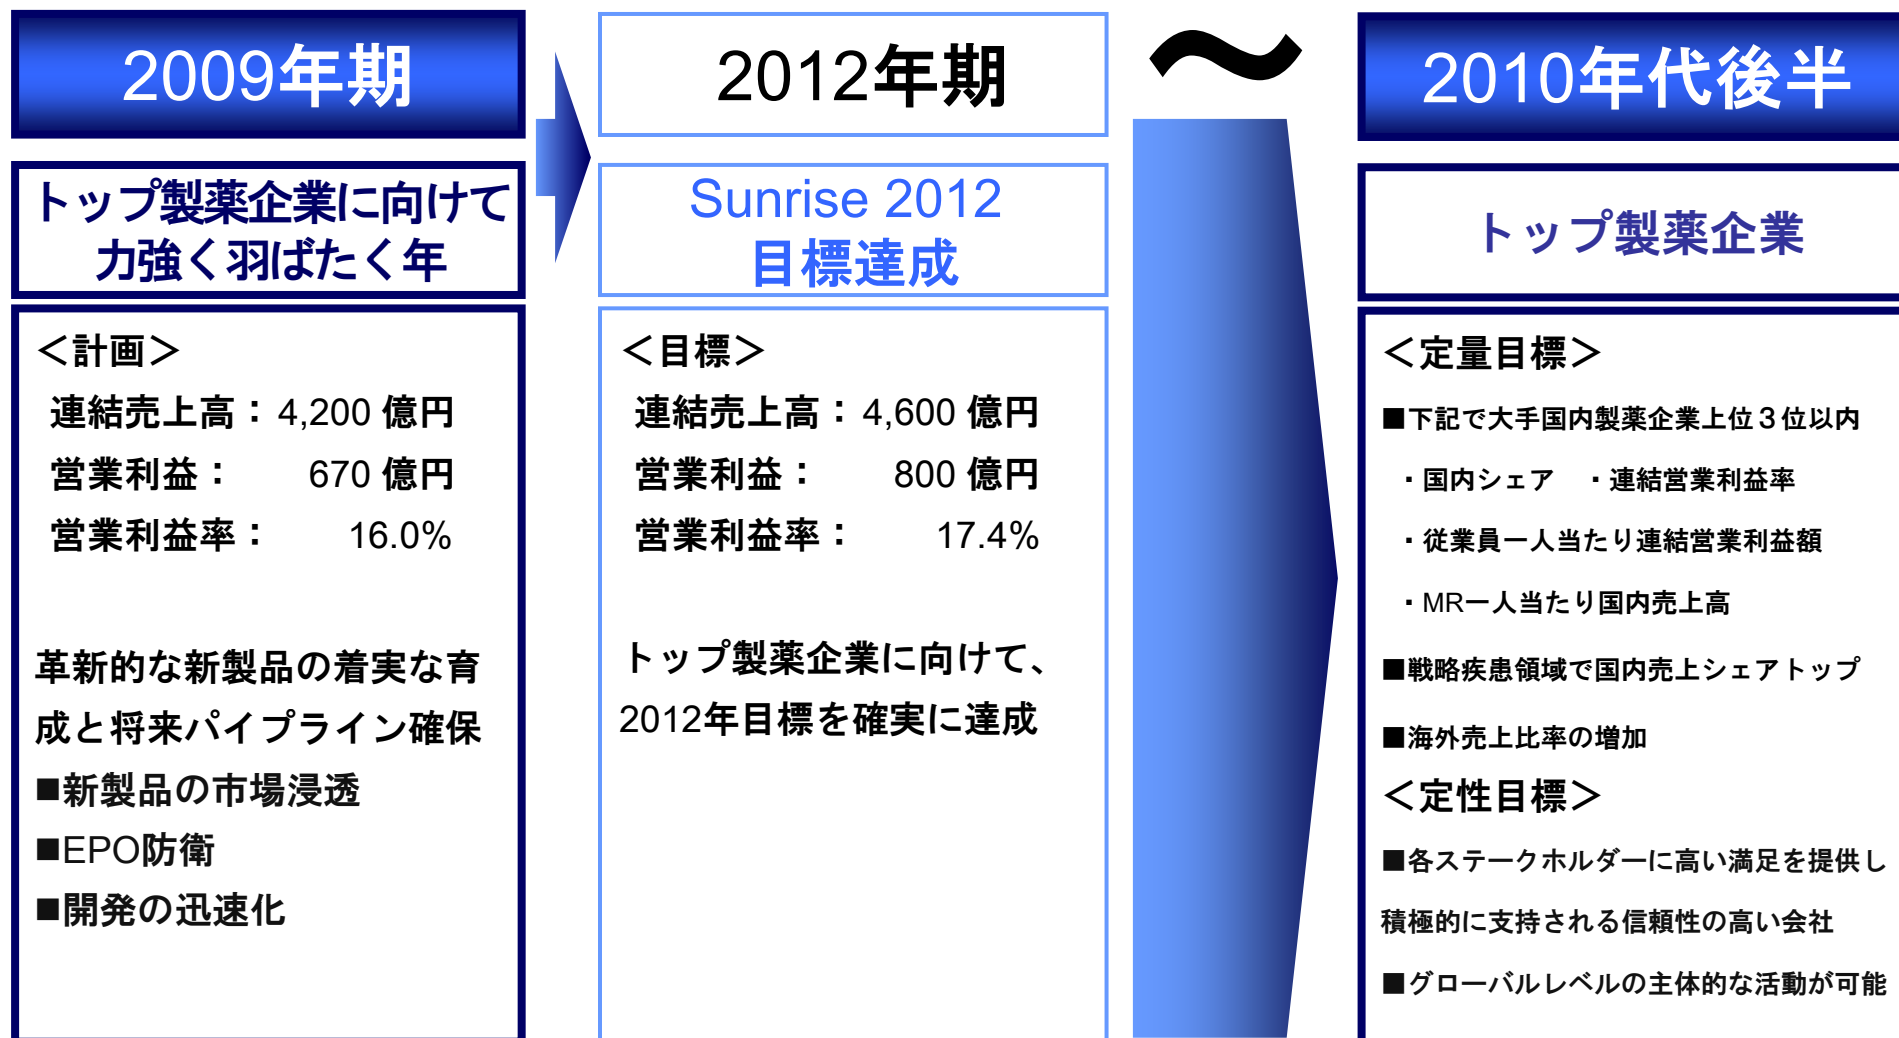 2009年期
トップ製薬企業に向けて
力強く羽ばたく年
＜計画＞
連結売上高：4,200 億円
営業利益： 670 億円
営業利益率： 16.0%
革新的な新製品の着実な育
成と将来パイプライン確保
■新製品の市場浸透
■EPO防衛
■開発の迅速化
2012年期
Sunrise 2012
目標達成
＜目標＞
連結売上高：4,600 億円
営業利益： 800 億円
営業利益率： 17.4%
トップ製薬企業に向けて、
2012年目標を確実に達成
～
2010年代後半
トップ製薬企業
＜定量目標＞
■下記で大手国内製薬企業上位３位以内
・国内シェア ・連結営業利益率
・従業員一人当たり連結営業利益額
・MR一人当たり国内売上高
■戦略疾患領域で国内売上シェアトップ
■海外売上比率の増加
＜定性目標＞
■各ステークホルダーに高い満足を提供し
積極的に支持される信頼性の高い会社
■グローバルレベルの主体的な活動が可能